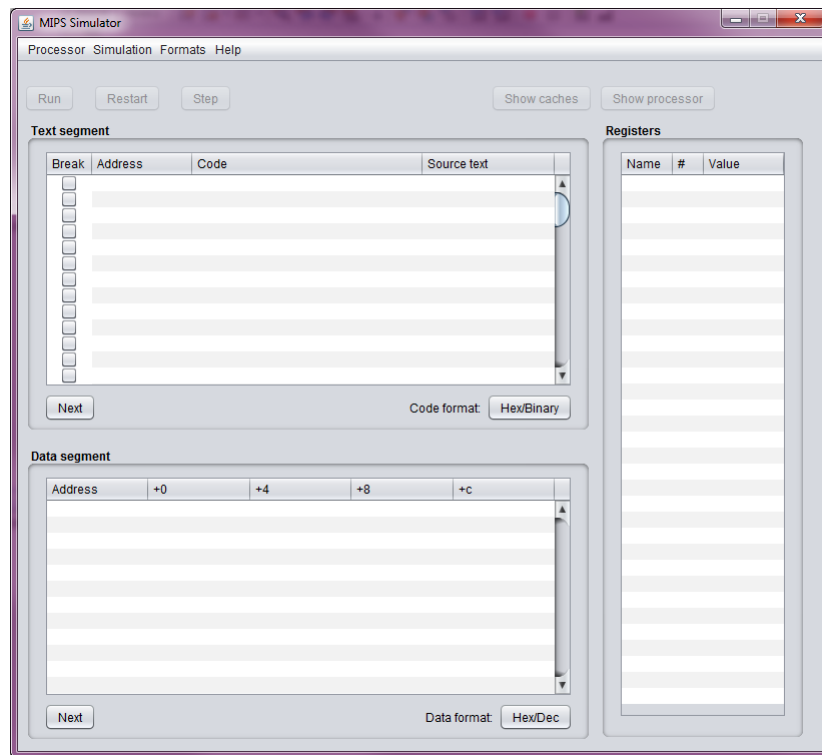 MIPS Simulator
Processor Simulation Formats Help
Run Restart Step Show caches Show processor
Text segment
Break Address Code Source text
Next Code format: Hex/Binary
Data segment
Address +0 +4 +8 +c
Next Data format: Hex/Dec
Registers
Name # Value